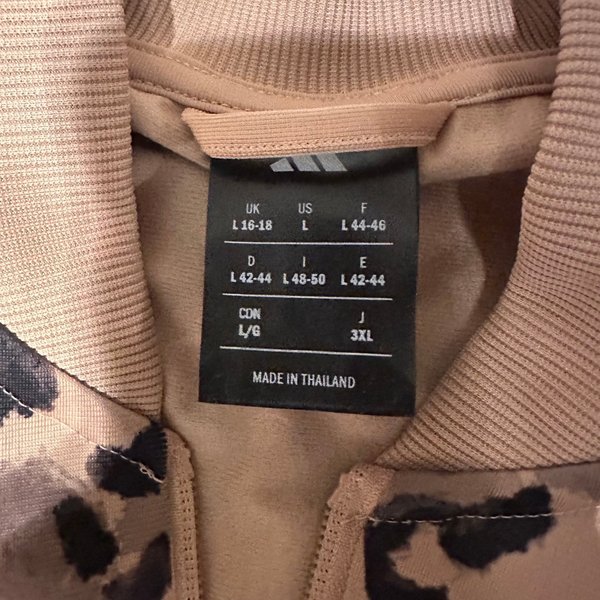 UK US F
L 16-18 L L 44-46
D I E
L 42-44 L 48-50 L 42-44
CDN J
L/G 3XL
MADE IN THAILAND